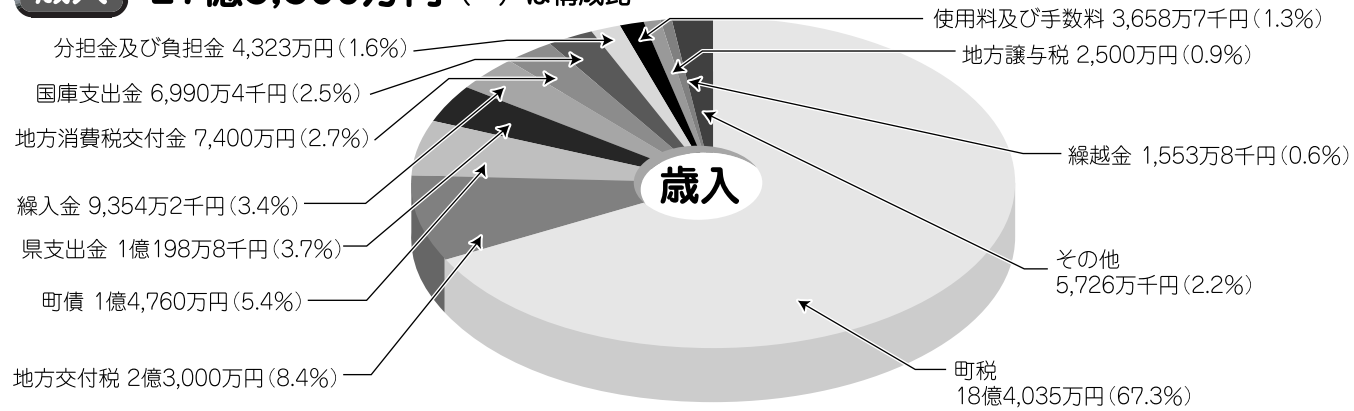 （ ）は構成比
使用料及び手数料 3,658万7千円（1.3%）
分担金及び負担金 4,323万円（1.6%）
地方譲与税 2,500万円（0.9%）
国庫支出金 6,990万4千円（2.5%）
地方消費税交付金 7,400万円（2.7%）
繰越金 1,553万8千円（0.6%）
歳入
繰入金 9,354万2千円（3.4%）
県支出金 1億198万8千円（3.7%）
その他
5,726万千円（2.2%）
町債 1億4,760万円（5.4%）
地方交付税 2億3,000万円（8.4%）
町税
18億4,035万円（67.3%）